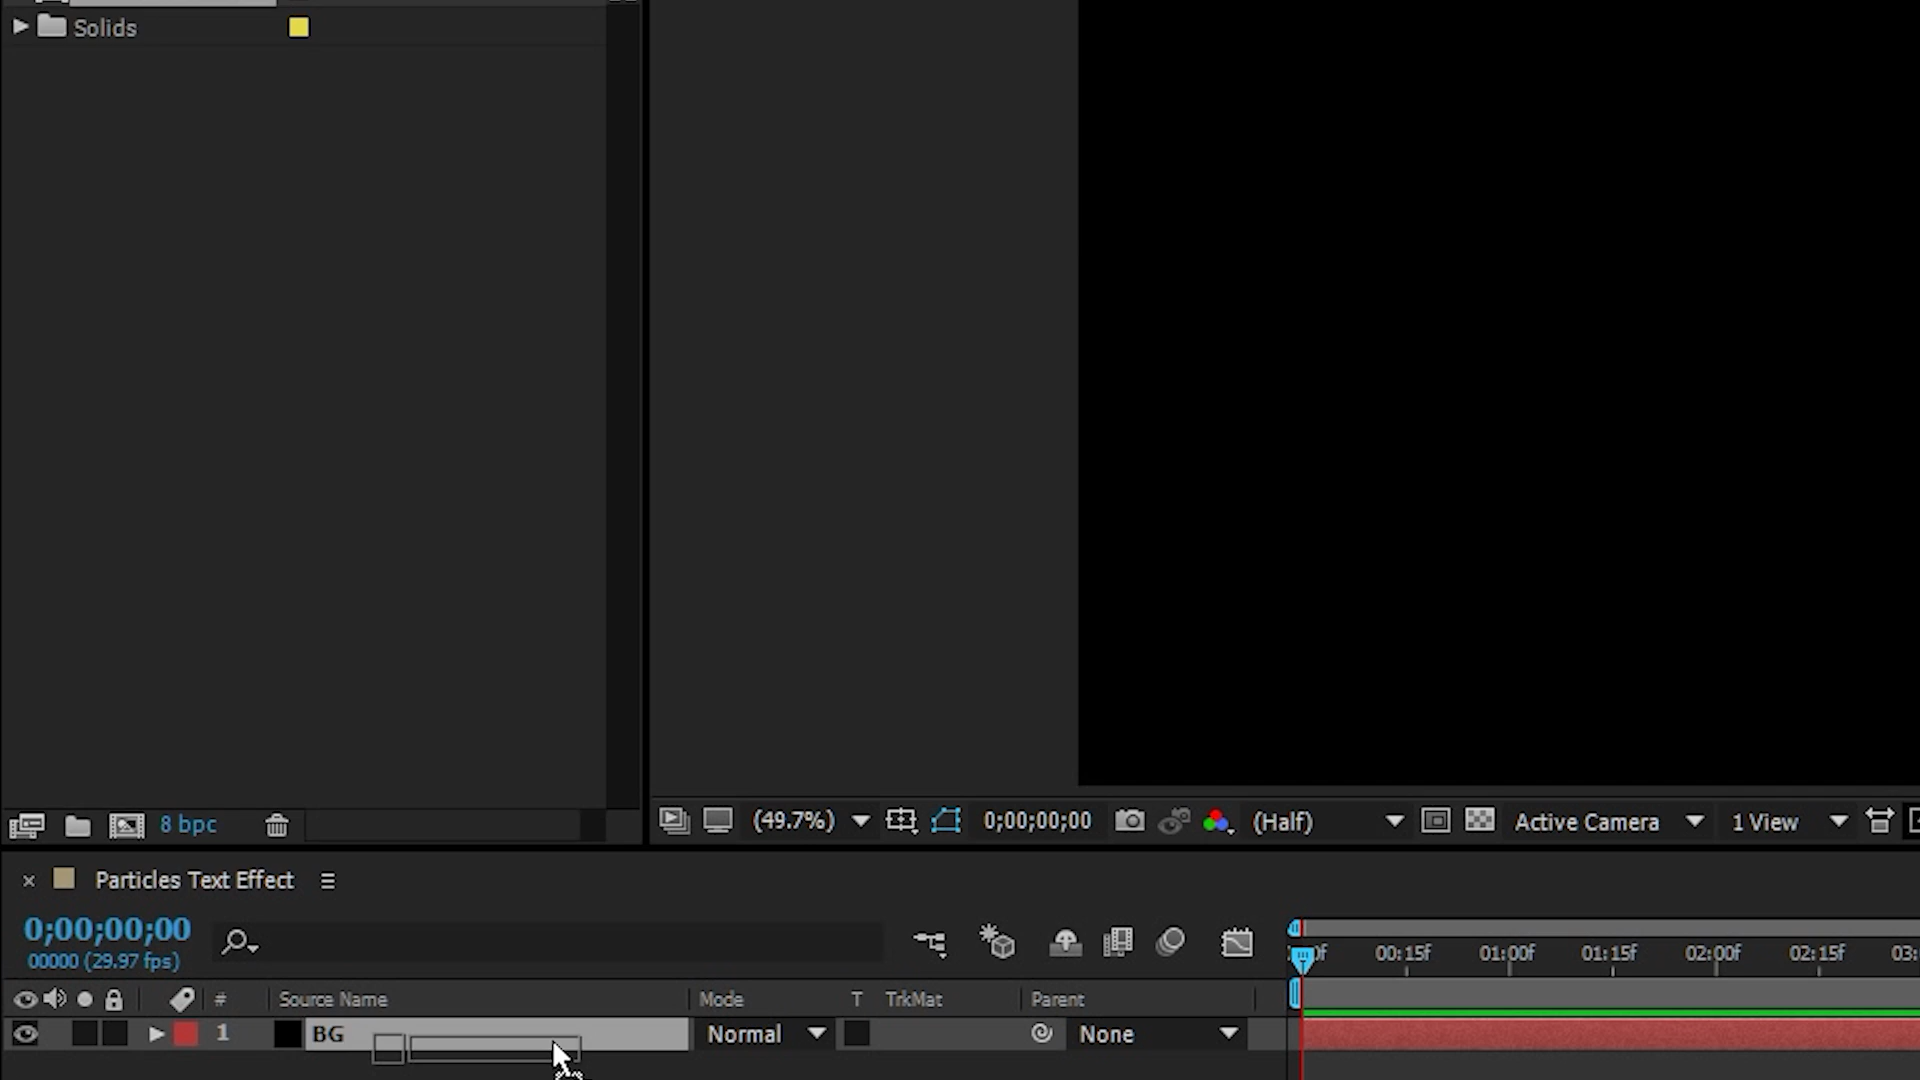 Solids
8 bpc
(49.7%) 0;00;00;00 (Half) Active Camera 1 View
Particles Text Effect
0;00;00;00
00000 (29.97 fps)
00:15f 01:00f 01:15f 02:00f 02:15f
# Source Name Mode T TrkMat Parent
1 BG Normal None